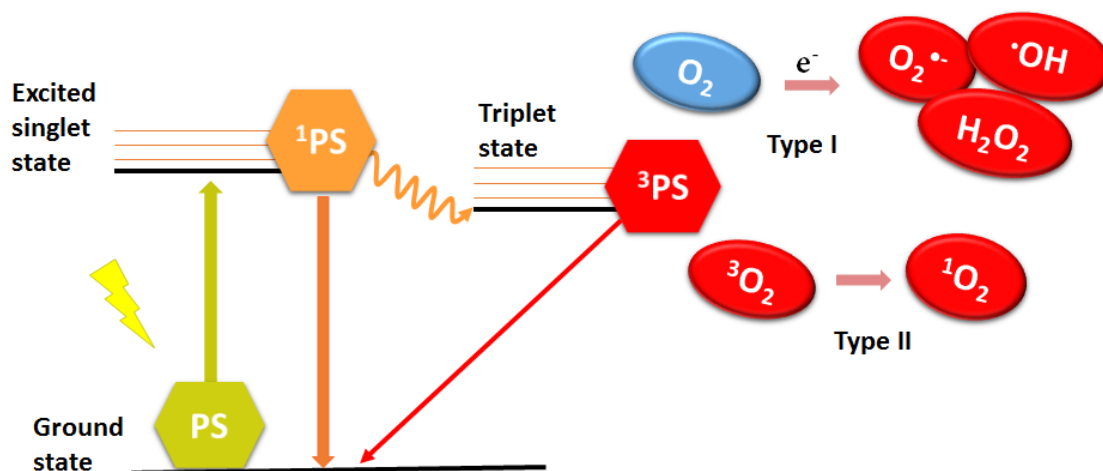 Excited
singlet
state
¹PS
Triplet
state
³PS
O₂
e⁻
Type I
O₂•⁻
•OH
H₂O₂
³O₂
¹O₂
Type II
PS
Ground
state